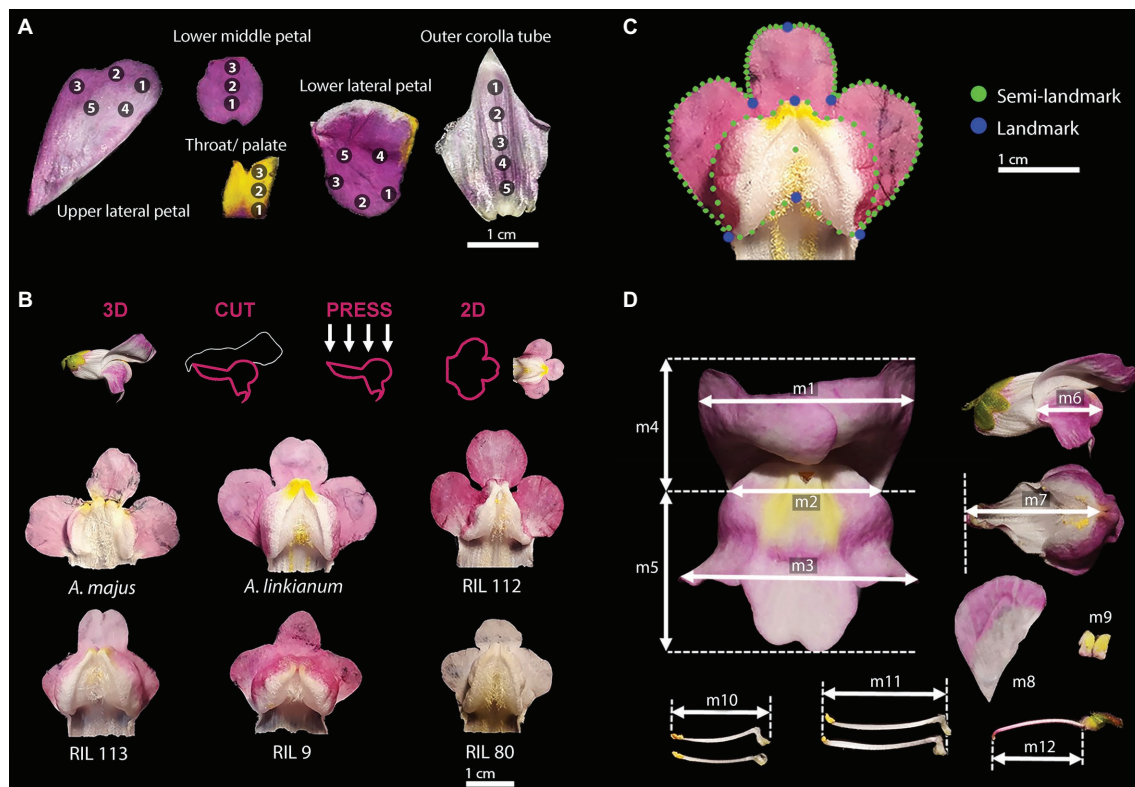 A
Lower middle petal
Outer corolla tube
3
2
1
3
2
1
5
4
Lower lateral petal
1
2
3
4
5
Throat/ palate
3
2
1
5
4
3
2
1
Upper lateral petal
1 cm
B
3D
CUT
PRESS
2D
A. majus
A. linkianum
RIL 112
RIL 113
RIL 9
RIL 80
1 cm
C
Semi-landmark
Landmark
1 cm
D
m1
m4
m2
m5
m3
m6
m7
m9
m8
m10
m11
m12